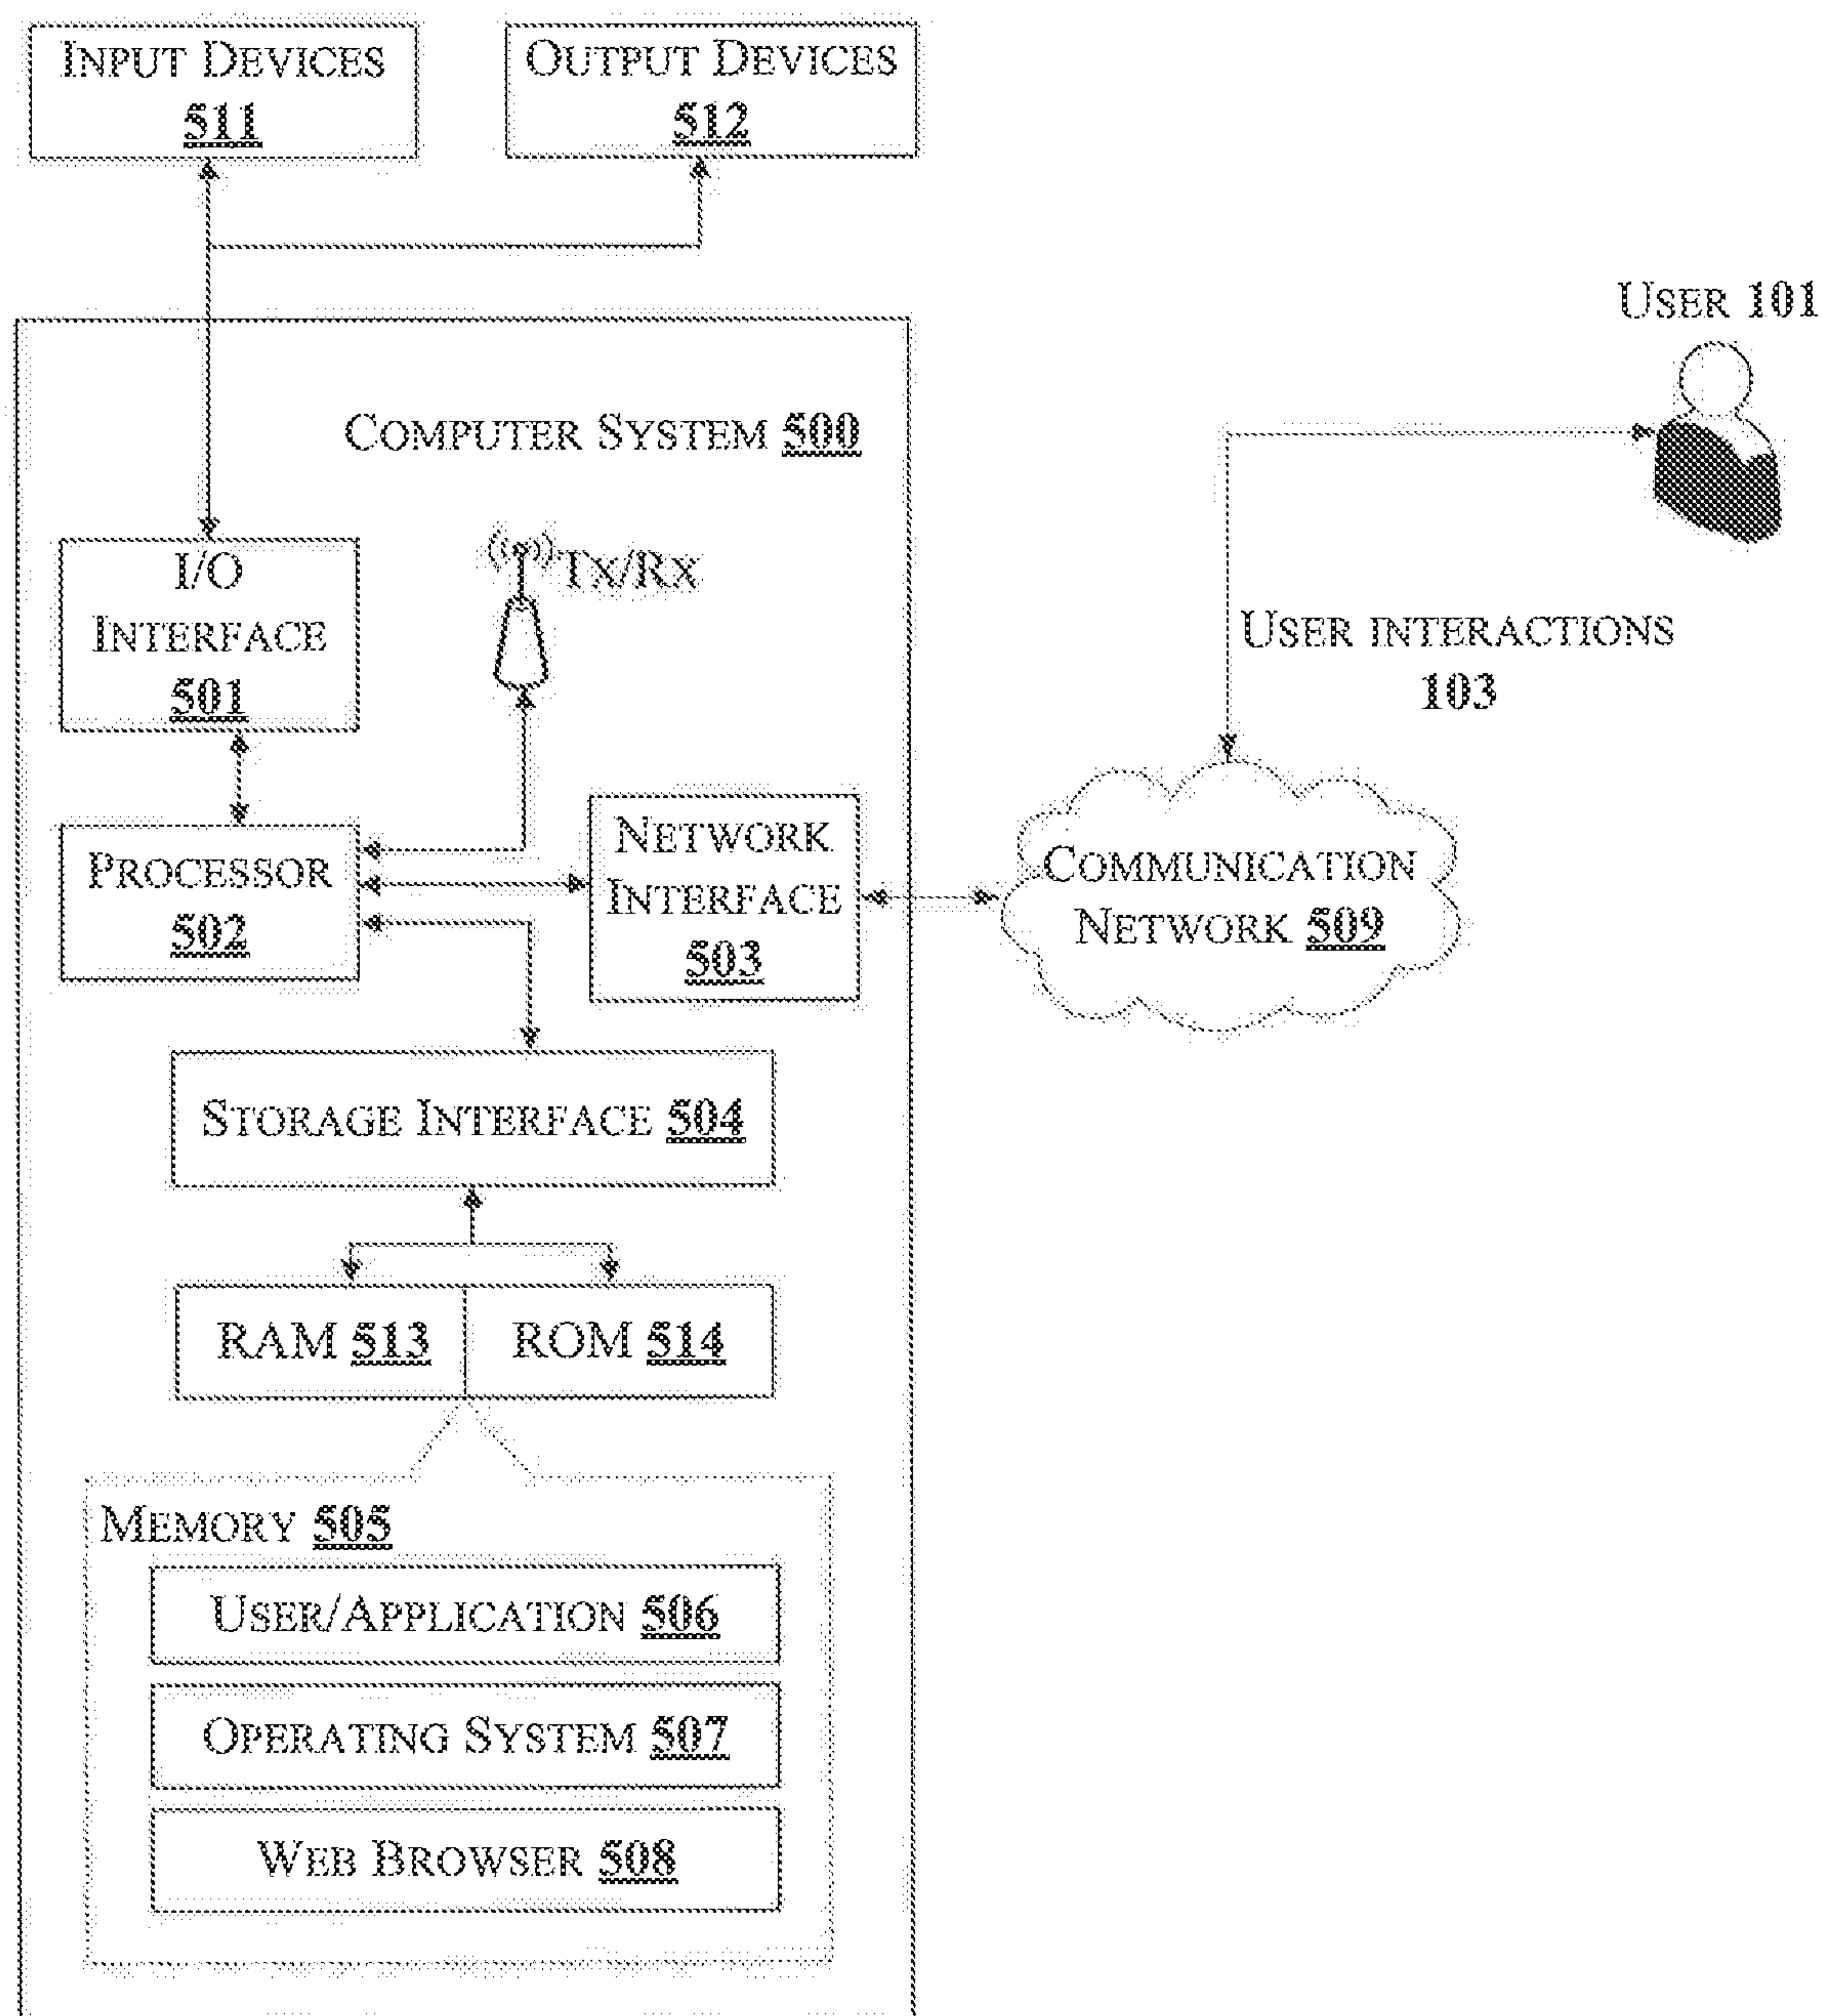 INPUT DEVICES
511
OUTPUT DEVICES
512
USER 101
COMPUTER SYSTEM 500
I/O
INTERFACE
501
TX/RX
USER INTERACTIONS
103
PROCESSOR
502
NETWORK
INTERFACE
503
COMMUNICATION
NETWORK 509
STORAGE INTERFACE 504
RAM 513
ROM 514
MEMORY 505
USER/APPLICATION 506
OPERATING SYSTEM 507
WEB BROWSER 508